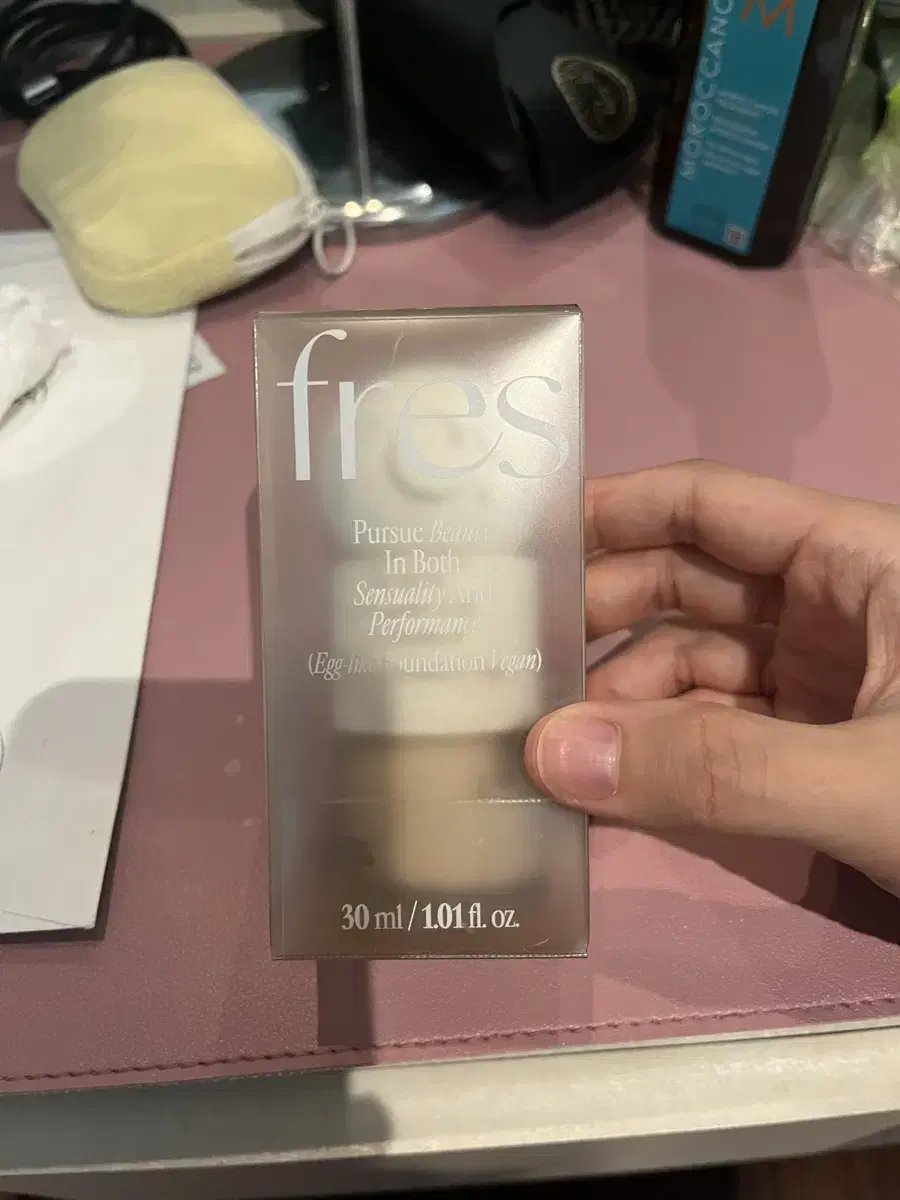 MOROCCANO
M
fres
Pursue Beauty
In Both
Sensuality And
Performance
(Egg-like Foundation Vegan)
30 ml / 1.01 fl. oz.